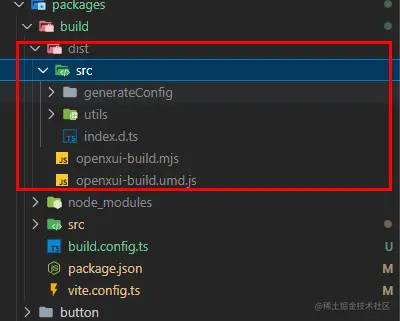 packages
build
dist
src
generateConfig
utils
index.d.ts
openxui-build.mjs
openxui-build.umd.js
node_modules
src
build.config.ts U
package.json M
vite.config.ts M
button
@稀土掘金技术社区